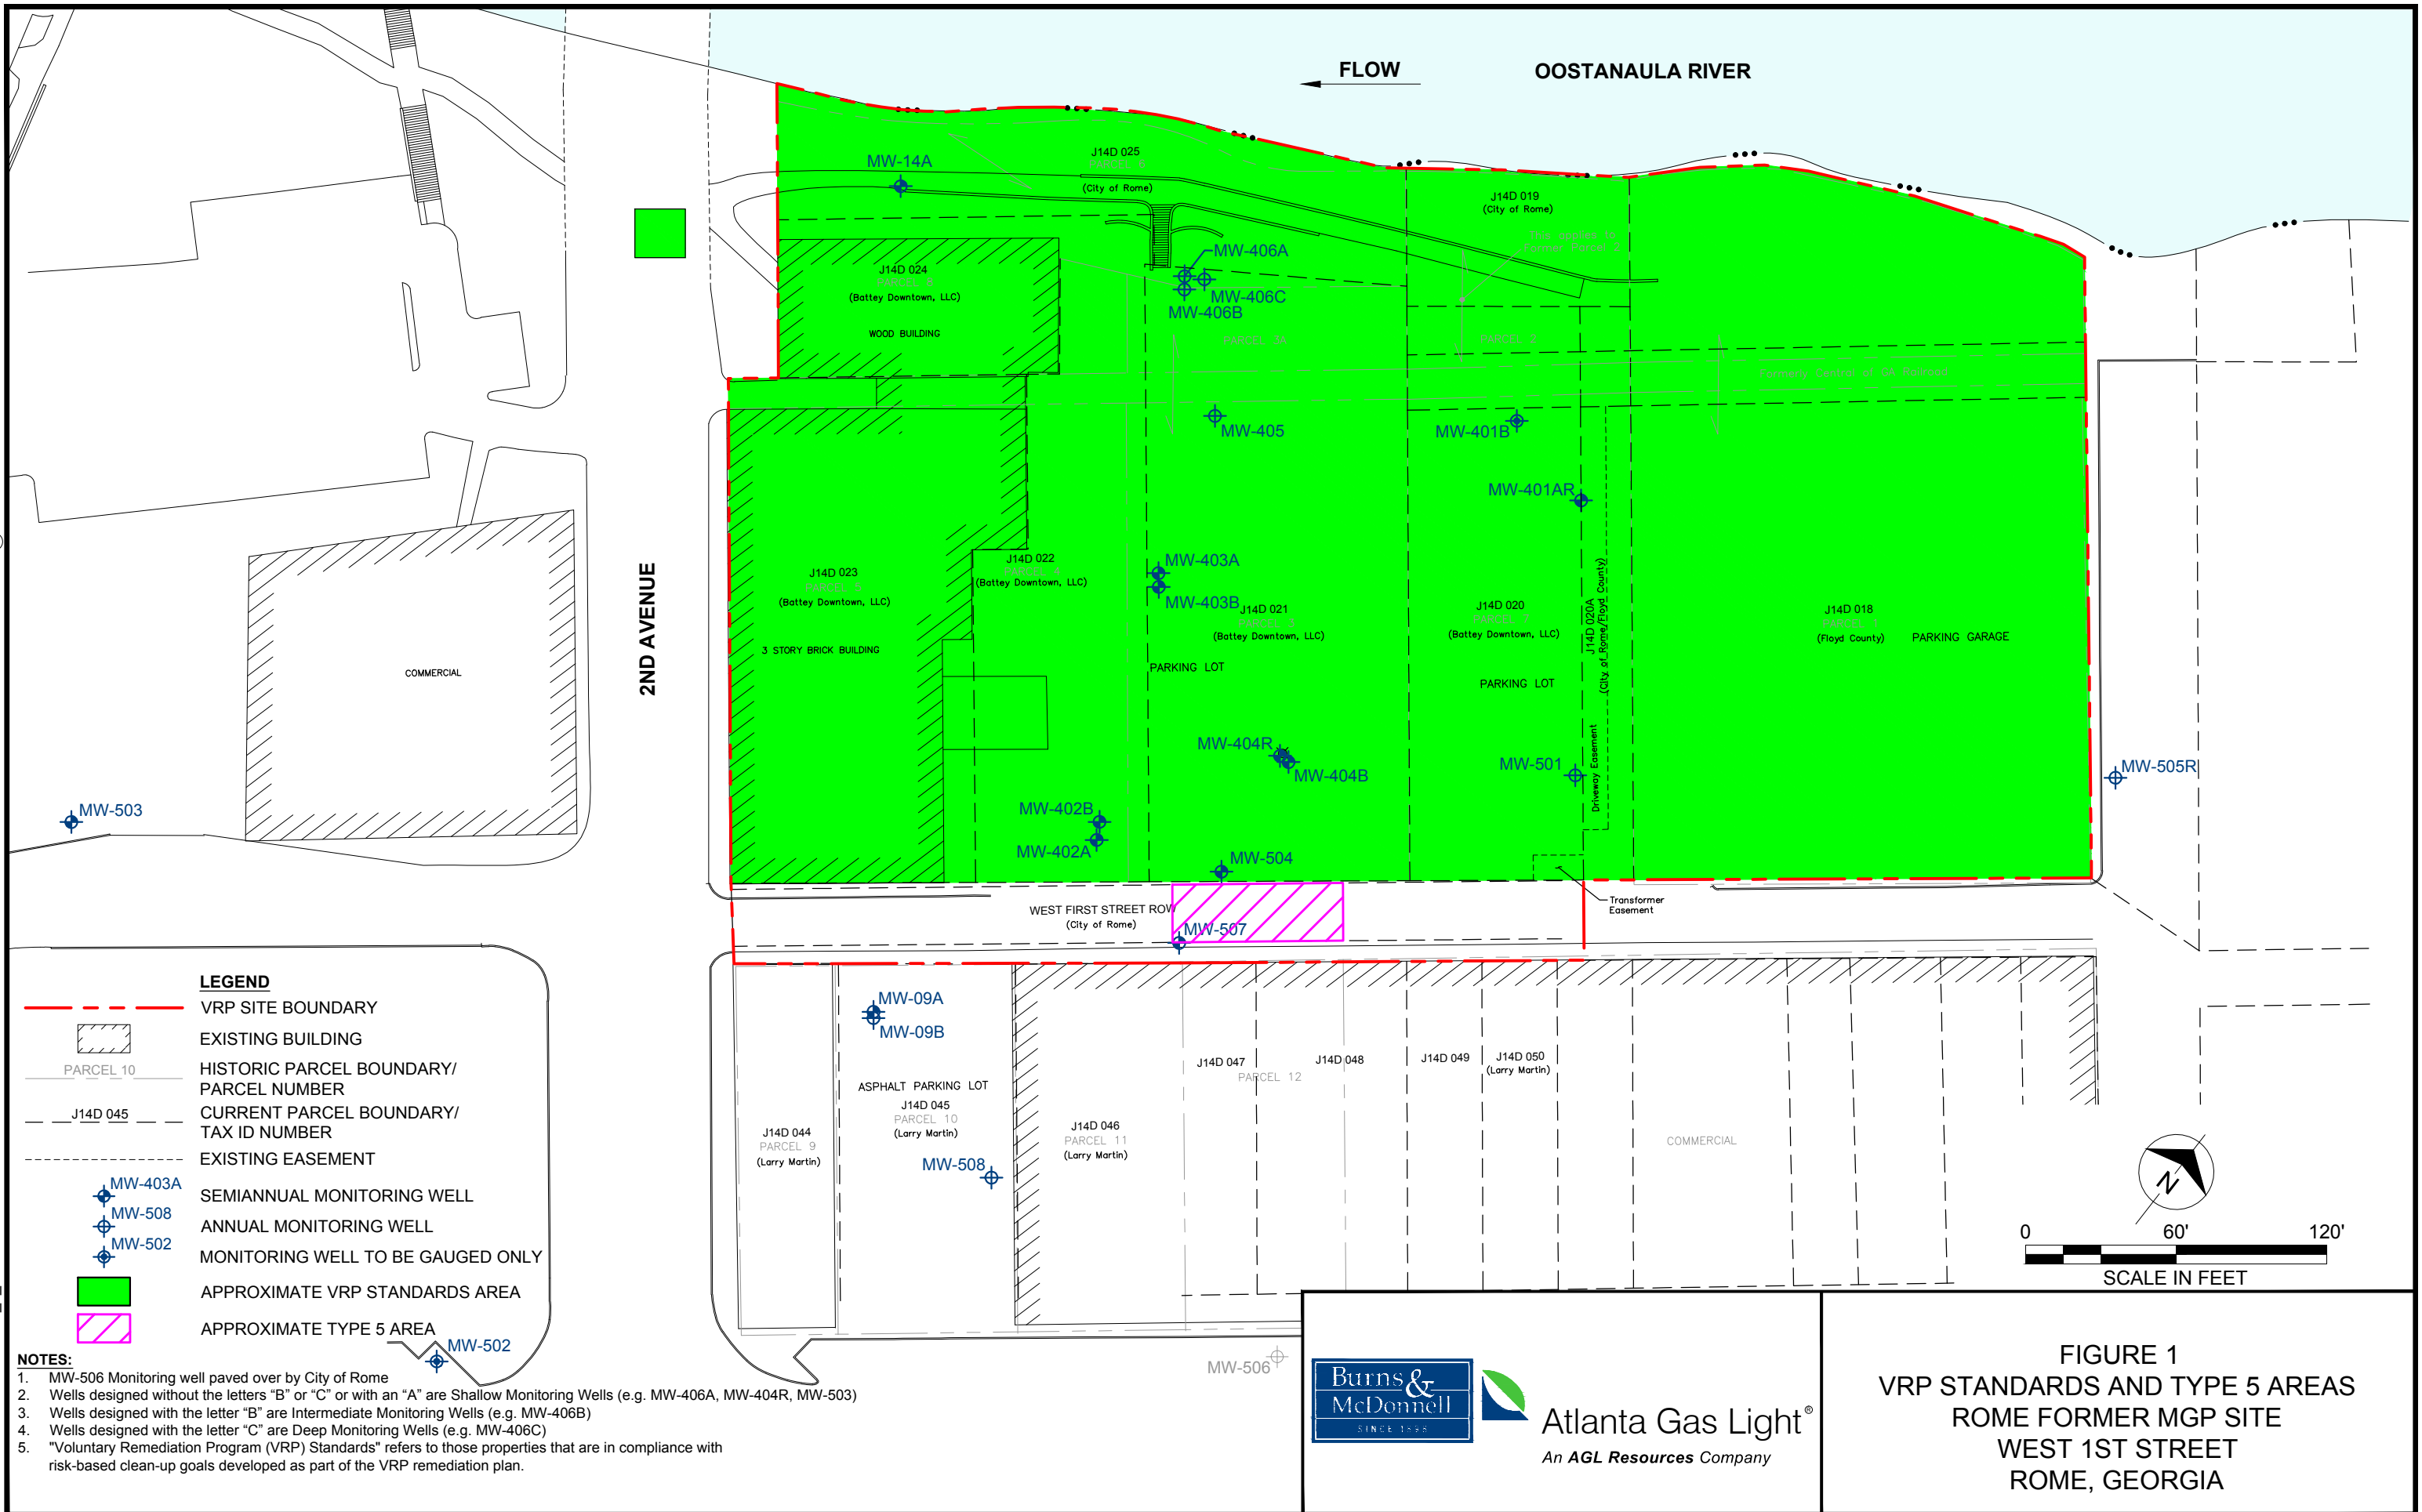 FLOW
OOSTANAULA RIVER
MW-14A
J14D 025
PARCEL 6
(City of Rome)
J14D 019
(City of Rome)
MW-406A
MW-406C
MW-406B
J14D 024
(Battey Downtown, LLC)
WOOD BUILDING
PARCEL 3A
PARCEL 2
MW-405
MW-401B
MW-401AR
2ND AVENUE
COMMERCIAL
J14D 023
(Battey Downtown, LLC)
3 STORY BRICK BUILDING
J14D 022
(Battey Downtown, LLC)
MW-403A
MW-403B
J14D 021
(Battey Downtown, LLC)
PARKING LOT
J14D 020
(Battey Downtown, LLC)
PARKING LOT
J14D 020A
(City of Rome/Floyd County)
Driveway Easement
J14D 018
(Floyd County)
PARKING GARAGE
MW-404R
MW-404B
MW-501
MW-505R
MW-503
MW-402B
MW-402A
MW-504
Transformer
Easement
WEST FIRST STREET ROW
(City of Rome)
MW-507
MW-09A
MW-09B
ASPHALT PARKING LOT
J14D 045
PARCEL 10
(Larry Martin)
J14D 044
PARCEL 9
(Larry Martin)
MW-508
J14D 046
PARCEL 11
(Larry Martin)
J14D 047
J14D 048
PARCEL 12
J14D 049
J14D 050
(Larry Martin)
COMMERCIAL
MW-506
MW-502
LEGEND
VRP SITE BOUNDARY
EXISTING BUILDING
PARCEL 10
HISTORIC PARCEL BOUNDARY/
PARCEL NUMBER
J14D 045
CURRENT PARCEL BOUNDARY/
TAX ID NUMBER
EXISTING EASEMENT
MW-403A
SEMIANNUAL MONITORING WELL
MW-508
ANNUAL MONITORING WELL
MW-502
MONITORING WELL TO BE GAUGED ONLY
APPROXIMATE VRP STANDARDS AREA
APPROXIMATE TYPE 5 AREA
NOTES:
1. MW-506 Monitoring well paved over by City of Rome
2. Wells designed without the letters “B” or “C” or with an “A” are Shallow Monitoring Wells (e.g. MW-406A, MW-404R, MW-503)
3. Wells designed with the letter “B” are Intermediate Monitoring Wells (e.g. MW-406B)
4. Wells designed with the letter “C” are Deep Monitoring Wells (e.g. MW-406C)
5. "Voluntary Remediation Program (VRP) Standards" refers to those properties that are in compliance with
risk-based clean-up goals developed as part of the VRP remediation plan.
N
0 60' 120'
SCALE IN FEET
Burns &
McDonnell
SINCE 1898
Atlanta Gas Light®
An AGL Resources Company
FIGURE 1
VRP STANDARDS AND TYPE 5 AREAS
ROME FORMER MGP SITE
WEST 1ST STREET
ROME, GEORGIA